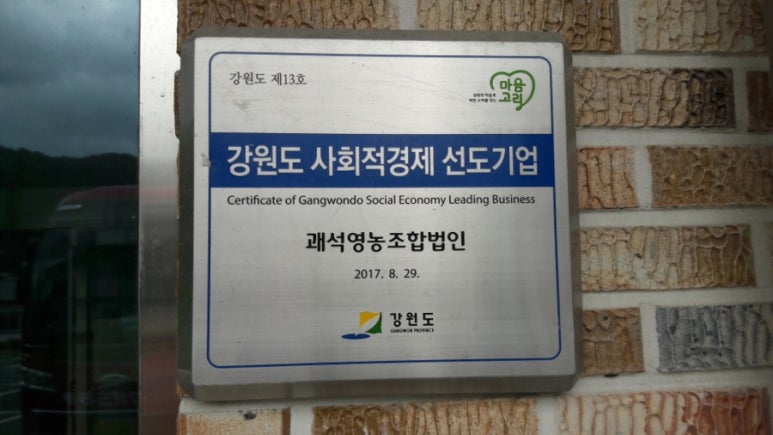 강원도 제13호
마음
고리
강원도 사회적경제 선도기업
Certificate of Gangwondo Social Economy Leading Business
괘석영농조합법인
2017. 8. 29.
강원도
GANGWON PROVINCE